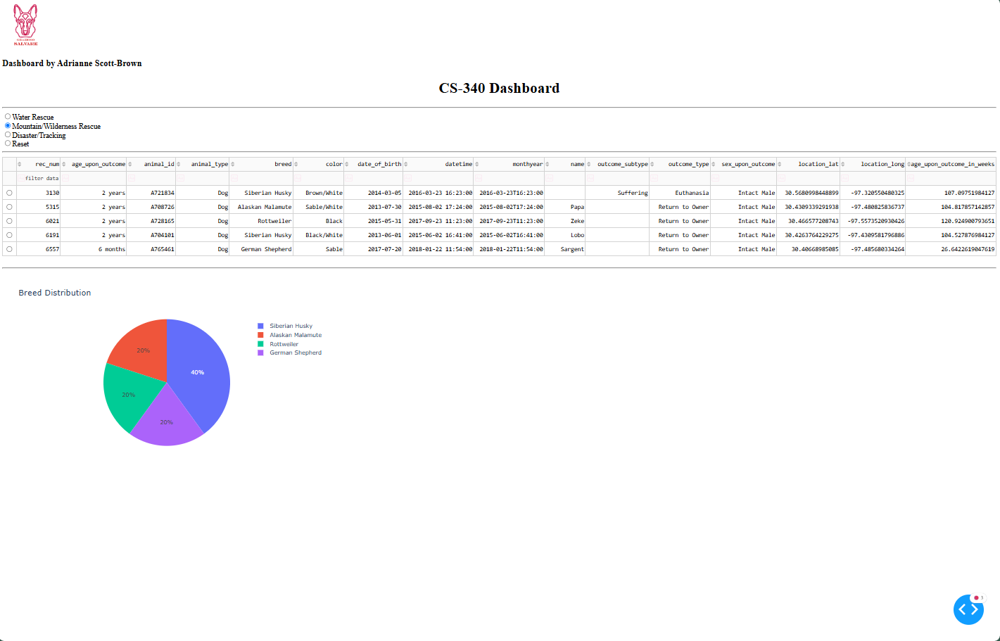 GRAZIOSO
SALVARE
Dashboard by Adrianne Scott-Brown
CS-340 Dashboard
Water Rescue
Mountain/Wilderness Rescue
Disaster/Tracking
Reset
rec_num age_upon_outcome animal_id animal_type breed color date_of_birth datetime monthyear name outcome_subtype outcome_type sex_upon_outcome location_lat location_long age_upon_outcome_in_weeks
filter data
3130 2 years A721834 Dog Siberian Husky Brown/White 2014-03-05 2016-03-23 16:23:00 2016-03-23T16:23:00 Suffering Euthanasia Intact Male 30.5680998448899 -97.320550480325 107.09751984127
5315 2 years A708726 Dog Alaskan Malamute Sable/White 2013-07-30 2015-08-02 17:24:00 2015-08-02T17:24:00 Papa Return to Owner Intact Male 30.4309339291938 -97.480825836737 104.817857142857
6021 2 years A728165 Dog Rottweiler Black 2015-05-31 2017-09-23 11:23:00 2017-09-23T11:23:00 Zeke Return to Owner Intact Male 30.466577208743 -97.5573520930426 120.924900793651
6191 2 years A704101 Dog Siberian Husky Black/White 2013-06-01 2015-06-02 16:41:00 2015-06-02T16:41:00 Lobo Return to Owner Intact Male 30.4263764229275 -97.4309581796886 104.527876984127
6557 6 months A765461 Dog German Shepherd Sable 2017-07-20 2018-01-22 11:54:00 2018-01-22T11:54:00 Sargent Return to Owner Intact Male 30.40668985085 -97.485680334264 26.6422619047619
Breed Distribution
Siberian Husky
Alaskan Malamute
Rottweiler
German Shepherd
20%
40%
20%
20%
3